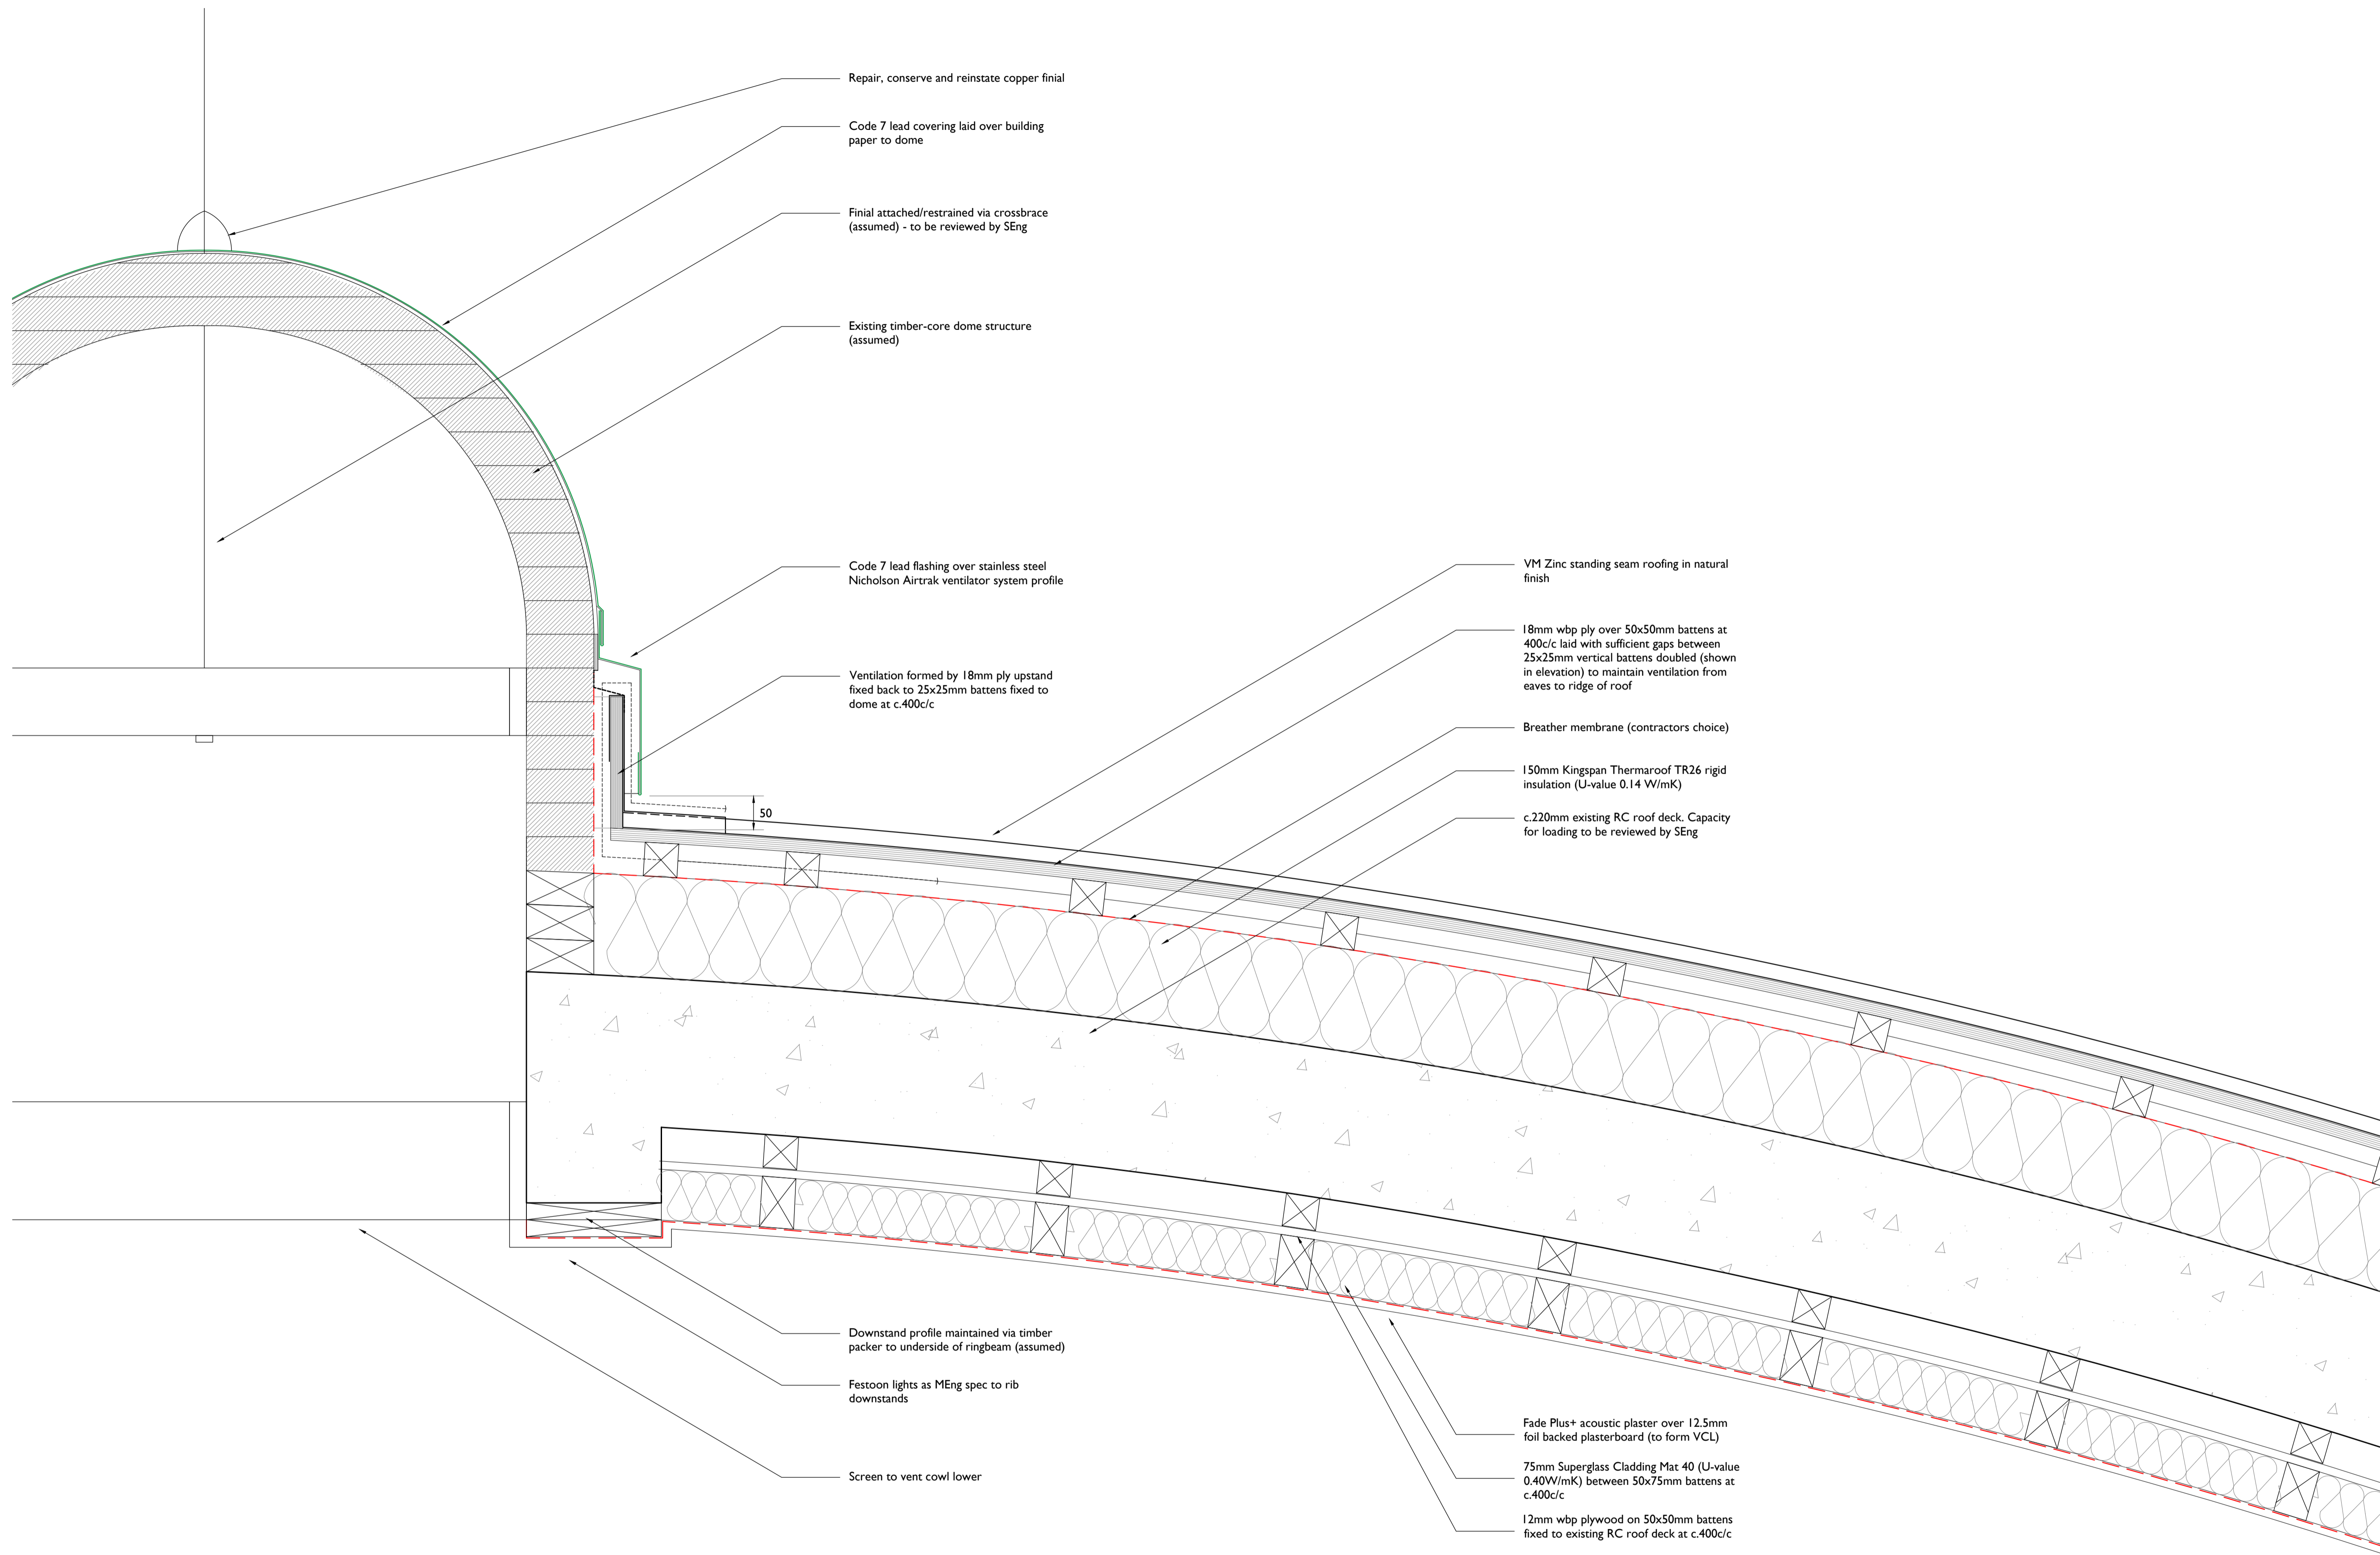 Repair, conserve and reinstate copper finial
Code 7 lead covering laid over building
paper to dome
Finial attached/restrained via crossbrace
(assumed) - to be reviewed by SEng
Existing timber-core dome structure
(assumed)
Code 7 lead flashing over stainless steel
Nicholson Airtrak ventilator system profile
Ventilation formed by 18mm ply upstand
fixed back to 25x25mm battens fixed to
dome at c.400c/c
50
VM Zinc standing seam roofing in natural
finish
18mm wbp ply over 50x50mm battens at
400c/c laid with sufficient gaps between
25x25mm vertical battens doubled (shown
in elevation) to maintain ventilation from
eaves to ridge of roof
Breather membrane (contractors choice)
150mm Kingspan Thermaroof TR26 rigid
insulation (U-value 0.14 W/mK)
c.220mm existing RC roof deck. Capacity
for loading to be reviewed by SEng
Downstand profile maintained via timber
packer to underside of ringbeam (assumed)
Festoon lights as MEng spec to rib
downstands
Screen to vent cowl lower
Fade Plus+ acoustic plaster over 12.5mm
foil backed plasterboard (to form VCL)
75mm Superglass Cladding Mat 40 (U-value
0.40W/mK) between 50x75mm battens at
c.400c/c
12mm wbp plywood on 50x50mm battens
fixed to existing RC roof deck at c.400c/c